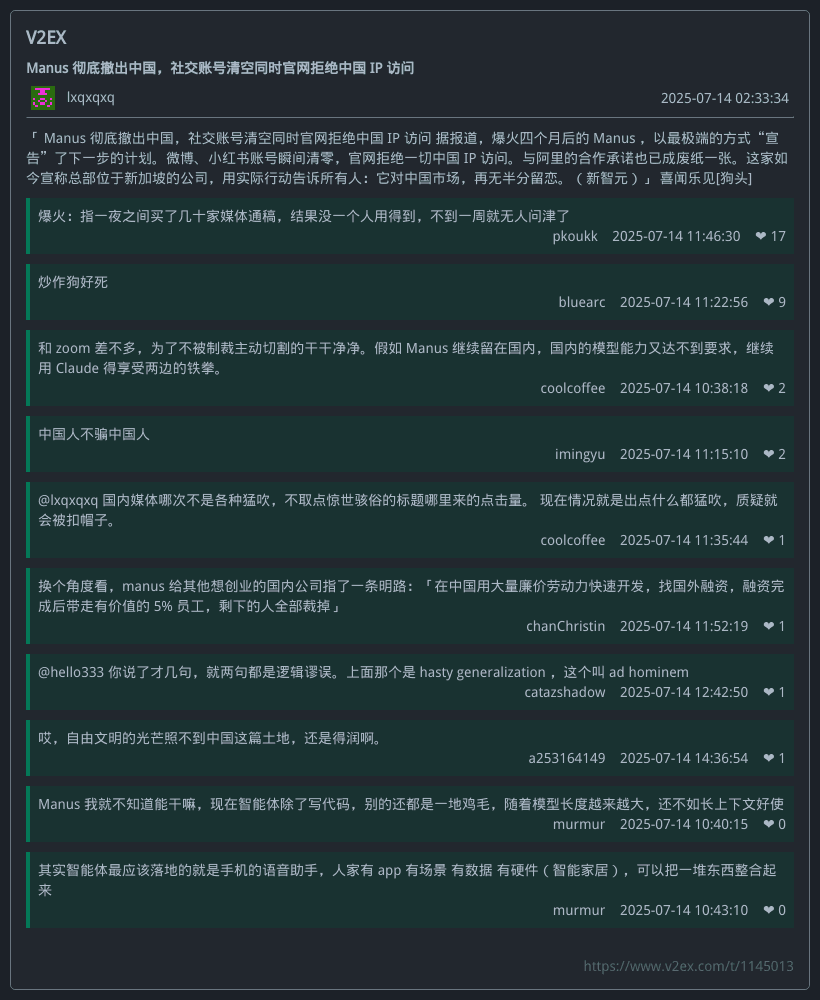 V2EX
Manus 彻底撤出中国，社交账号清空同时官网拒绝中国 IP 访问
lxqxqxq
2025-07-14 02:33:34
「 Manus 彻底撤出中国，社交账号清空同时官网拒绝中国 IP 访问 据报道，爆火四个月后的 Manus ，以最极端的方式“宣
告”了下一步的计划。微博、小红书账号瞬间清零，官网拒绝一切中国 IP 访问。与阿里的合作承诺也已成废纸一张。这家如
今宣称总部位于新加坡的公司，用实际行动告诉所有人：它对中国市场，再无半分留恋。（ 新智元 ）」 喜闻乐见[狗头]
爆火：指一夜之间买了几十家媒体通稿，结果没一个人用得到，不到一周就无人问津了
pkoukk 2025-07-14 11:46:30 ❤ 17
炒作狗好死
bluearc 2025-07-14 11:22:56 ❤ 9
和 zoom 差不多，为了不被制裁主动切割的干干净净。假如 Manus 继续留在国内，国内的模型能力又达不到要求，继续
用 Claude 得享受两边的铁拳。
coolcoffee 2025-07-14 10:38:18 ❤ 2
中国人不骗中国人
imingyu 2025-07-14 11:15:10 ❤ 2
@lxqxqxq 国内媒体哪次不是各种猛吹，不取点惊世骇俗的标题哪里来的点击量。 现在情况就是出点什么都猛吹，质疑就
会被扣帽子。
coolcoffee 2025-07-14 11:35:44 ❤ 1
换个角度看，manus 给其他想创业的国内公司指了一条明路：「 在中国用大量廉价劳动力快速开发，找国外融资，融资完
成后带走有价值的 5% 员工，剩下的人全部裁掉 」
chanChristin 2025-07-14 11:52:19 ❤ 1
@hello333 你说了才几句，就两句都是逻辑谬误。上面那个是 hasty generalization ，这个叫 ad hominem
catazshadow 2025-07-14 12:42:50 ❤ 1
哎，自由文明的光芒照不到中国这篇土地，还是得润啊。
a253164149 2025-07-14 14:36:54 ❤ 1
Manus 我就不知道能干嘛，现在智能体除了写代码，别的还都是一地鸡毛，随着模型长度越来越大，还不如长上下文好使
murmur 2025-07-14 10:40:15 ❤ 0
其实智能体最应该落地的就是手机的语音助手，人家有 app 有场景 有数据 有硬件（ 智能家居 ），可以把一堆东西整合起
来
murmur 2025-07-14 10:43:10 ❤ 0
https://www.v2ex.com/t/1145013